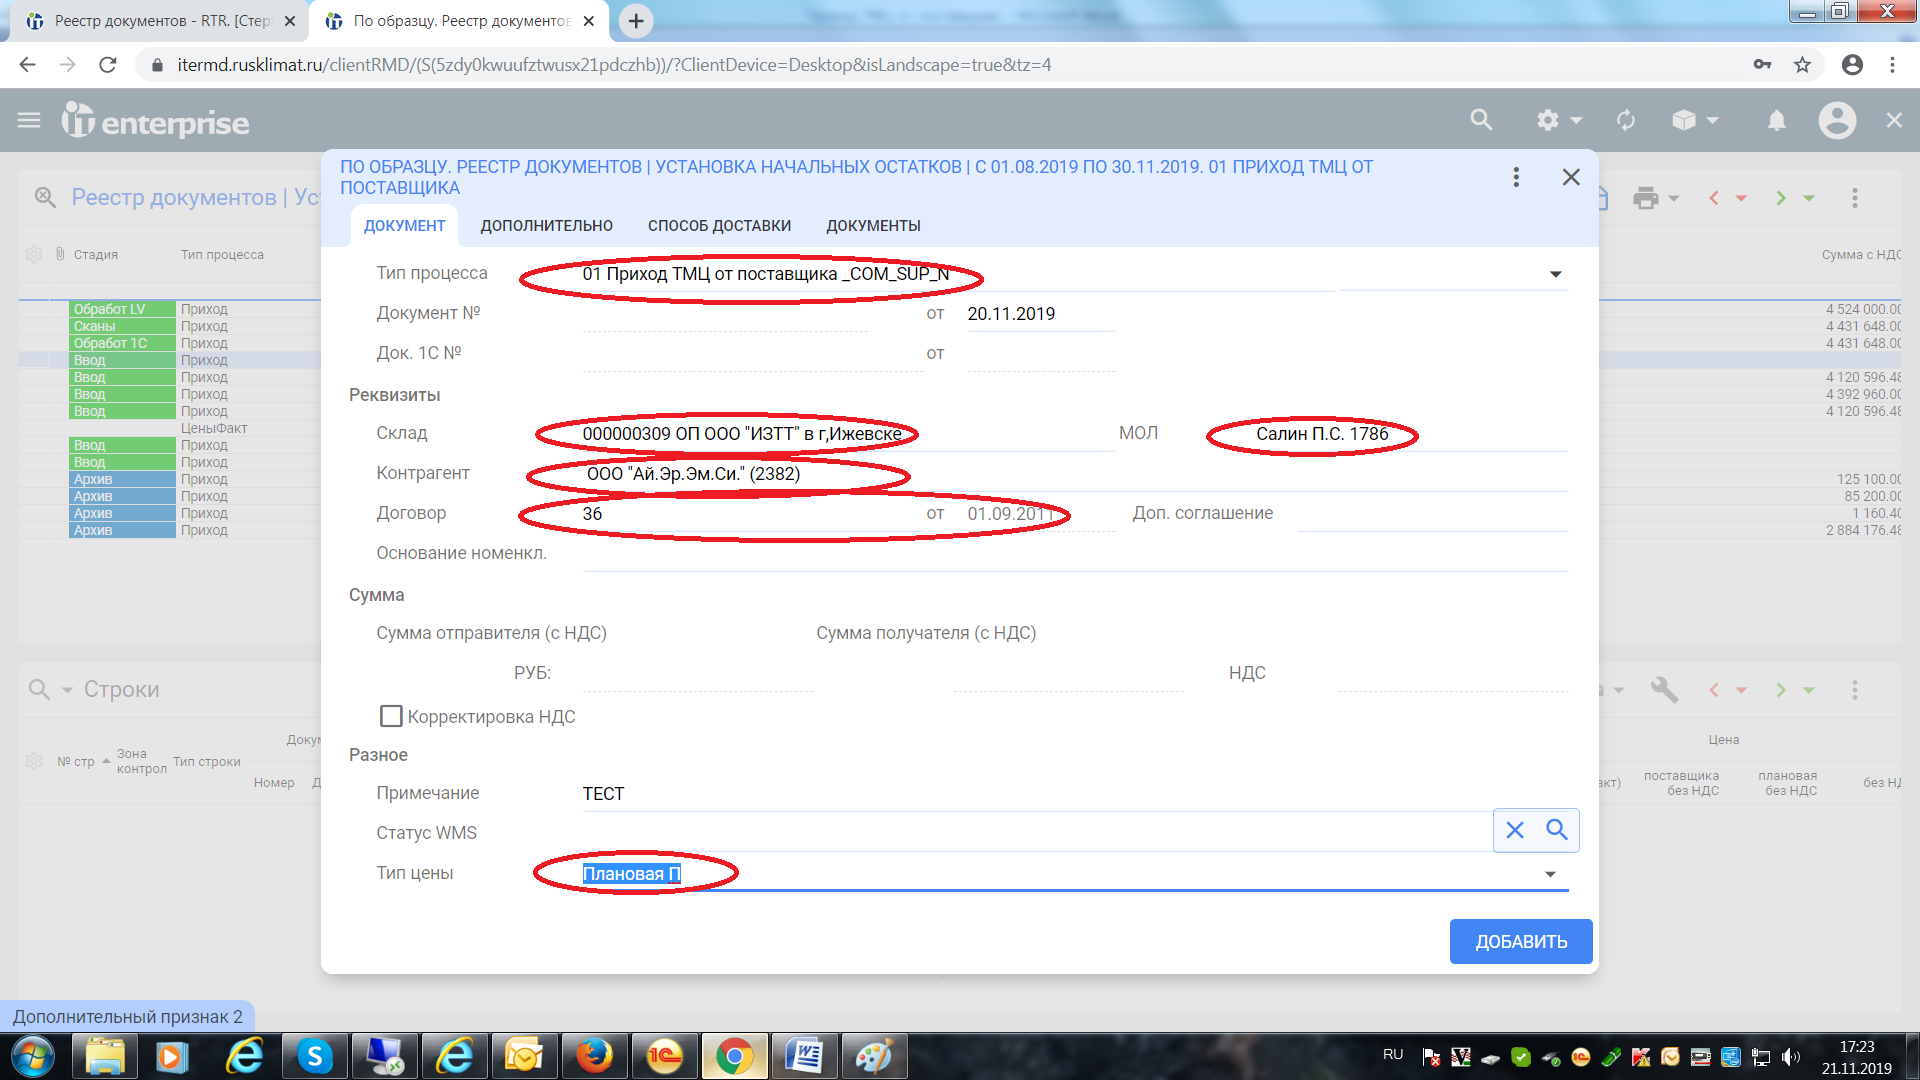 Реестр документов - RTR. [Стер
По образцу. Реестр документов
itermd.rusklimat.ru/clientRMD/(S(5zdy0kwuufztwusx21pdczhb))/?ClientDevice=Desktop&isLandscape=true&tz=4
it enterprise
ПО ОБРАЗЦУ. РЕЕСТР ДОКУМЕНТОВ | УСТАНОВКА НАЧАЛЬНЫХ ОСТАТКОВ | С 01.08.2019 ПО 30.11.2019. 01 ПРИХОД ТМЦ ОТ
ПОСТАВЩИКА
Реестр документов | Ус
ДОКУМЕНТ ДОПОЛНИТЕЛЬНО СПОСОБ ДОСТАВКИ ДОКУМЕНТЫ
Стадия Тип процесса Сумма с НДС
Обработ LV Приход 4 524 000.00
Сканы Приход 4 431 648.00
Обработ 1С Приход 4 431 648.00
Ввод Приход
Ввод Приход 4 120 596.48
Ввод Приход 4 392 960.00
Ввод Приход 4 120 596.48
ЦеныФакт
Ввод Приход
Ввод Приход
Архив Приход 125 100.00
Архив Приход 85 200.00
Архив Приход 1 160.40
Архив Приход 2 884 176.48
Тип процесса 01 Приход ТМЦ от поставщика _COM_SUP_N
Документ № от 20.11.2019
Док. 1С № от
Реквизиты
Склад 000000309 ОП ООО "ИЗТТ" в г,Ижевске МОЛ Салин П.С. 1786
Контрагент ООО "Ай.Эр.Эм.Си." (2382)
Договор 36 от 01.09.2011 Доп. соглашение
Основание номенкл.
Сумма
Сумма отправителя (с НДС) Сумма получателя (с НДС)
РУБ: НДС
Корректировка НДС
Разное
Примечание ТЕСТ
Статус WMS
Тип цены Плановая П
ДОБАВИТЬ
Строки
Докум
№ стр Зона контрол Тип строки
Номер Д
Цена
акт) поставщика без НДС плановая без НДС без НД
Дополнительный признак 2
RU 17:23
21.11.2019